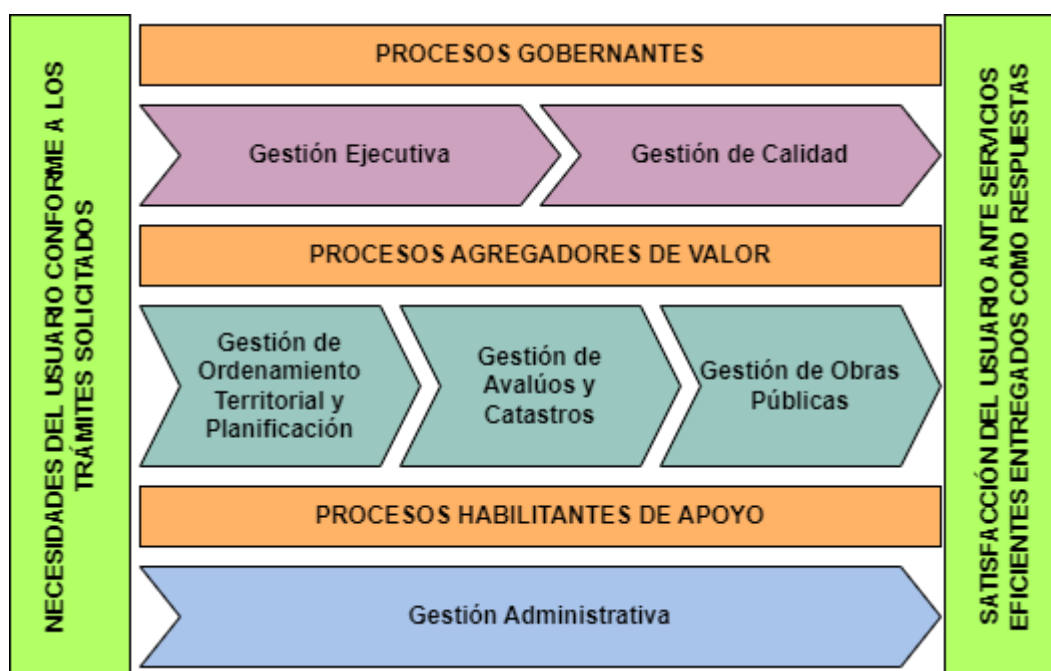 NECESIDADES DEL USUARIO CONFORME A LOS
TRÁMITES SOLICITADOS
PROCESOS GOBERNANTES
Gestión Ejecutiva
Gestión de Calidad
PROCESOS AGREGADORES DE VALOR
Gestión de
Ordenamiento
Territorial y
Planificación
Gestión de
Avalúos y
Catastros
Gestión de Obras
Públicas
PROCESOS HABILITANTES DE APOYO
Gestión Administrativa
SATISFACCIÓN DEL USUARIO ANTE SERVICIOS
EFICIENTES ENTREGADOS COMO RESPUESTAS